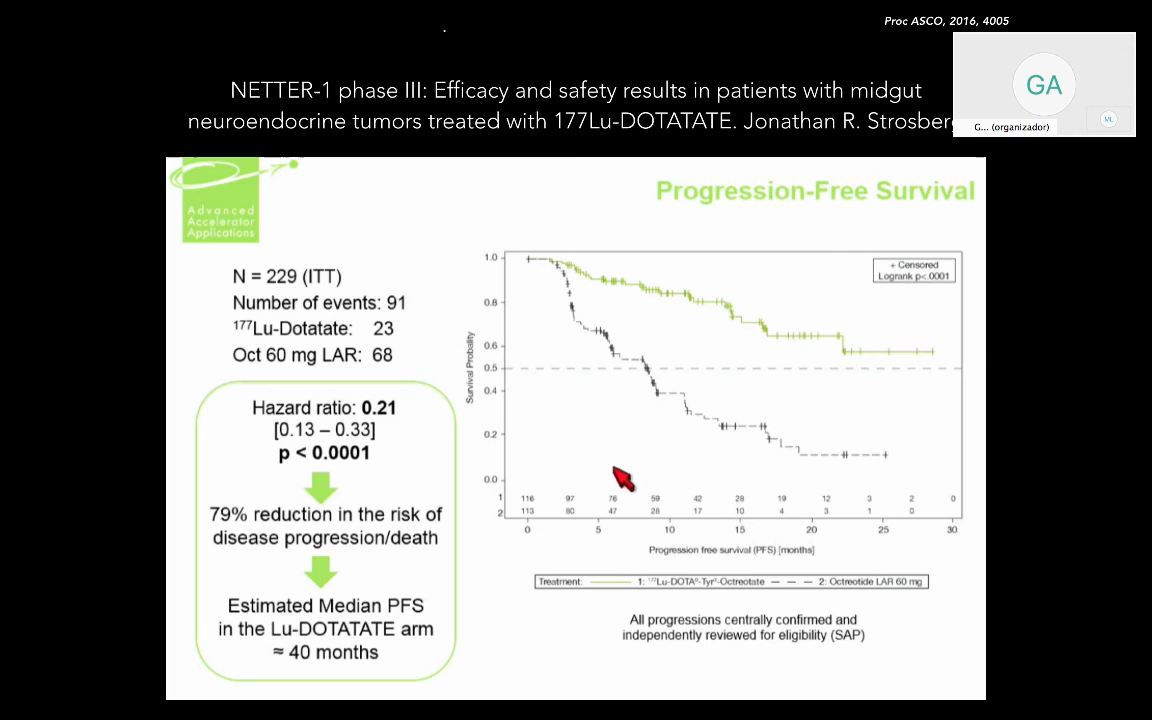 Proc ASCO, 2016, 4005
GA
NETTER-1 phase III: Efficacy and safety results in patients with midgut
neuroendocrine tumors treated with 177Lu-DOTATATE. Jonathan R. Strosberg
G... (organizador)
ML
Advanced
Accelerator
Applications
Progression-Free Survival
N = 229 (ITT)
Number of events: 91
177Lu-Dotatate: 23
Oct 60 mg LAR: 68
Hazard ratio: 0.21
[0.13 – 0.33]
p < 0.0001
79% reduction in the risk of
disease progression/death
Estimated Median PFS
in the Lu-DOTATATE arm
≈ 40 months
+ Censored
Logrank p<.0001
Survival Probality
1.0
0.8
0.6
0.5
0.4
0.2
0.0
1 116 97 76 59 42 28 19 12 3 2 0
2 113 80 47 28 17 10 4 3 1 0
0 5 10 15 20 25 30
Progression free survival (PFS) [months]
Treatment: 1: 177Lu-DOTA0-Tyr3-Octreotate 2: Octreotide LAR 60 mg
All progressions centrally confirmed and
independently reviewed for eligibility (SAP)